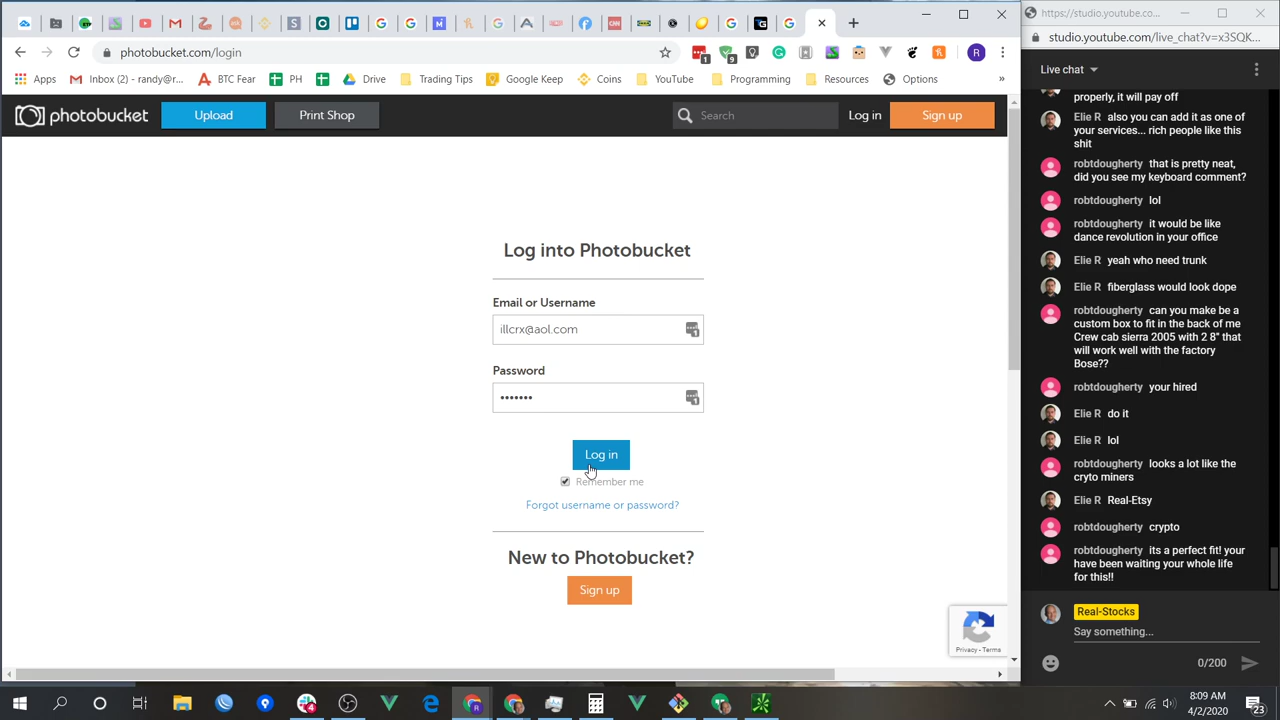 https://studio.youtube.co...
photobucket.com/login
studio.youtube.com/live_chat?v=x3SQK...
Apps
Inbox (2) - randy@r...
BTC Fear
PH
Drive
Trading Tips
Google Keep
Coins
YouTube
Programming
Resources
Options
»
Live chat
photobucket
Upload
Print Shop
Search
Log in
Sign up
properly, it will pay off
Elie R also you can add it as one of
your services... rich people like this
shit
robtdougherty that is pretty neat,
did you see my keyboard comment?
robtdougherty lol
robtdougherty it would be like
dance revolution in your office
Elie R yeah who need trunk
Elie R fiberglass would look dope
robtdougherty can you make be a
custom box to fit in the back of me
Crew cab sierra 2005 with 2 8" that
will work well with the factory
Bose??
robtdougherty your hired
Elie R do it
Elie R lol
robtdougherty looks a lot like the
cryto miners
Elie R Real-Etsy
robtdougherty crypto
robtdougherty its a perfect fit! your
have been waiting your whole life
for this!!
Real-Stocks
Say something...
0/200
Log into Photobucket
Email or Username
illcrx@aol.com
Password
•••••••
Log in
Remember me
Forgot username or password?
New to Photobucket?
Sign up
Privacy - Terms
8:09 AM
4/2/2020
23